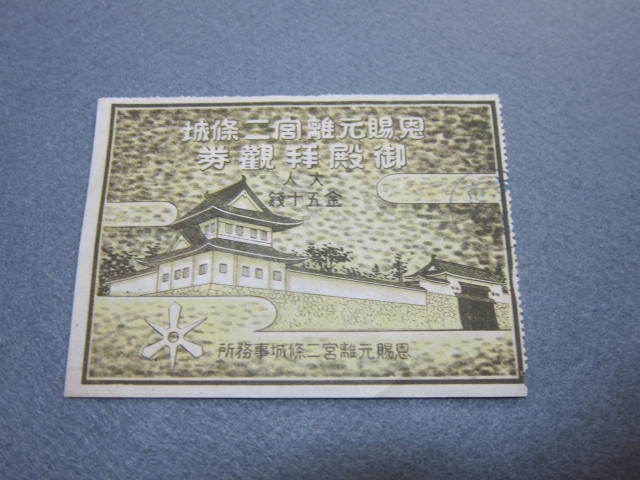 恩賜元離宮二條城
御殿拜觀券
大人
金五十錢
恩賜元離宮二條城事務所